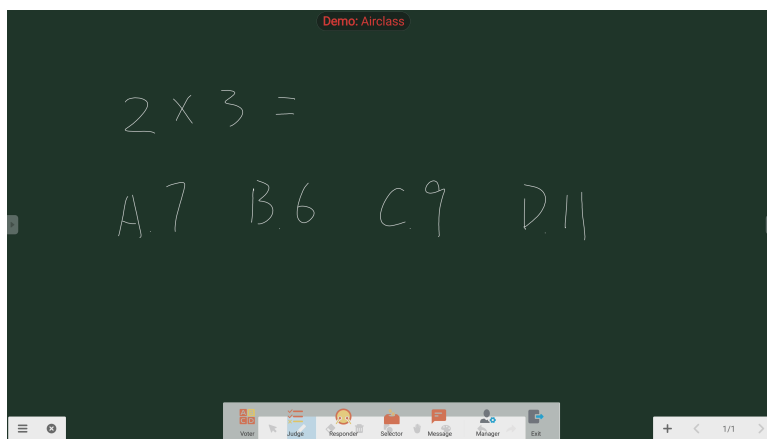 Demo: Airclass
2 × 3 =
A.7 B.6 C.9 D.11
Voter Judge Responder Selector Message Manager Exit
1/1